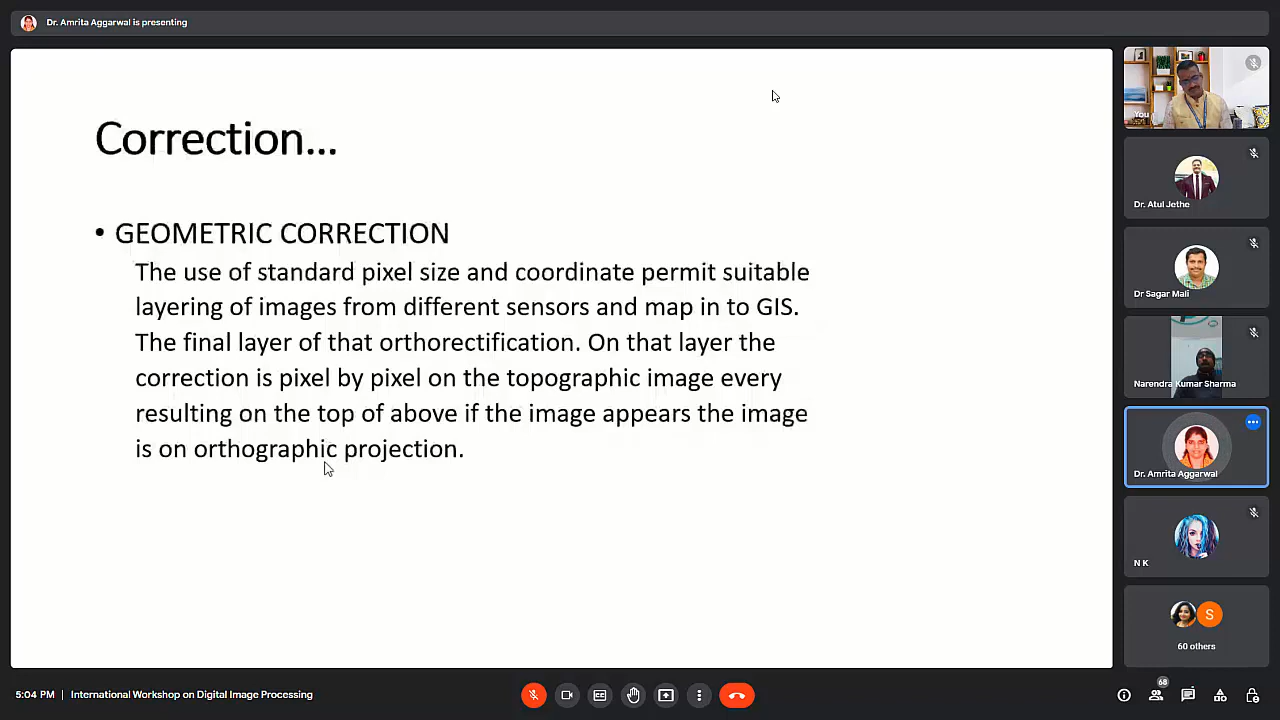 Dr. Amrita Aggarwal is presenting
Correction...
• GEOMETRIC CORRECTION
The use of standard pixel size and coordinate permit suitable
layering of images from different sensors and map in to GIS.
The final layer of that orthorectification. On that layer the
correction is pixel by pixel on the topographic image every
resulting on the top of above if the image appears the image
is on orthographic projection.
You
Dr. Atul Jethe
Dr Sagar Mali
Narendra Kumar Sharma
Dr. Amrita Aggarwal
N K
S
60 others
5:04 PM | International Workshop on Digital Image Processing
68